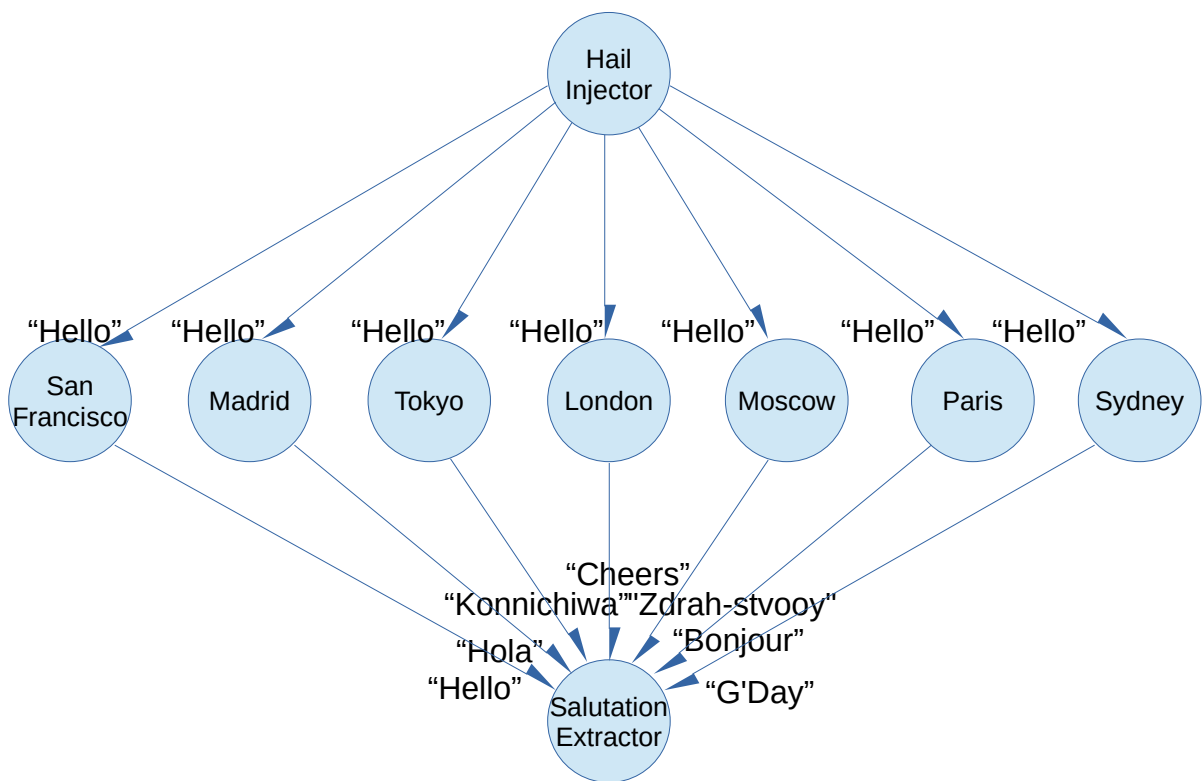 Hail
Injector
“Hello” “Hello” “Hello” “Hello” “Hello” “Hello” “Hello”
San
Francisco
Madrid
Tokyo
London
Moscow
Paris
Sydney
“Cheers”
“Konnichiwa”
"Zdrah-stvooy"
“Bonjour”
“Hola”
“Hello”
“G'Day”
Salutation
Extractor